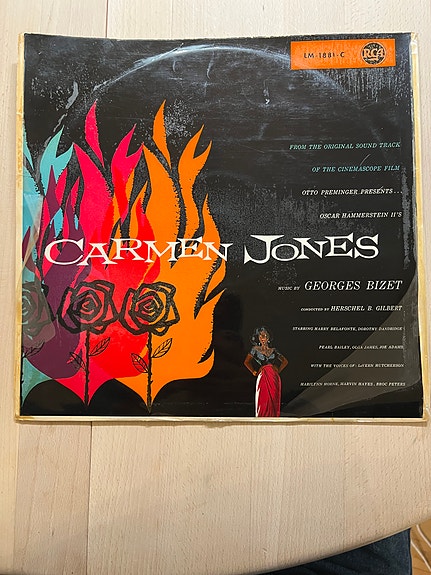 LM-1881-C
RCA
FROM THE ORIGINAL SOUND TRACK
OF THE CINEMASCOPE FILM
OTTO PREMINGER PRESENTS...
OSCAR HAMMERSTEIN II'S
CARMEN JONES
MUSIC BY GEORGES BIZET
CONDUCTED BY HERSCHEL B. GILBERT
STARRING HARRY BELAFONTE, DOROTHY DANDRIDGE
PEARL BAILEY, OLGA JAMES, JOE ADAMS
WITH THE VOICES OF: LEVERN HUTCHERSON
MARILYNN HORNE, MARVIN HAYES, BROC PETERS